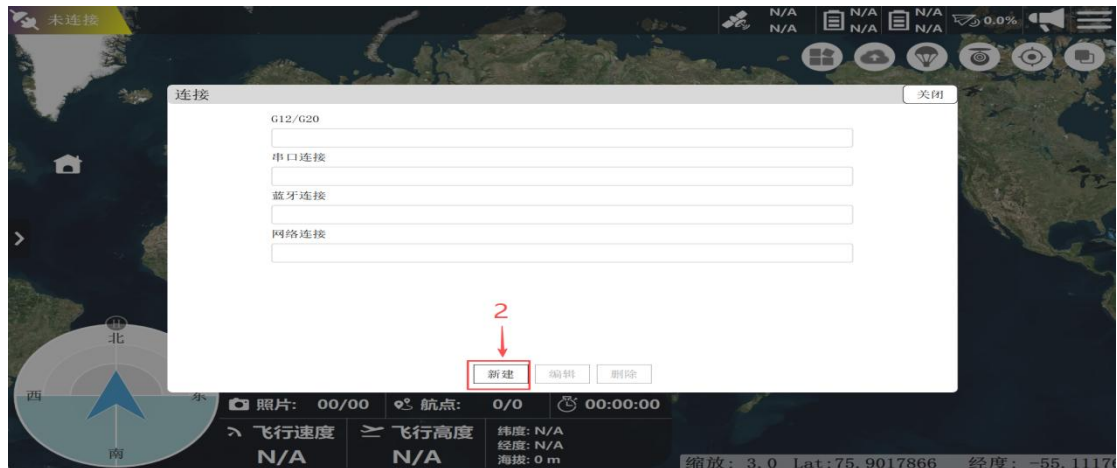 未连接
N/A
N/A
N/A
N/A
N/A
N/A
0.0%
连接
关闭
G12/G20
串口连接
蓝牙连接
网络连接
2
新建 编辑 删除
北
西
东
南
照片: 00/00 航点: 0/0 00:00:00
飞行速度 飞行高度 纬度: N/A
经度: N/A
N/A N/A 海拔: 0 m
缩放: 3.0 Lat:75.9017866 经度: -55.1117